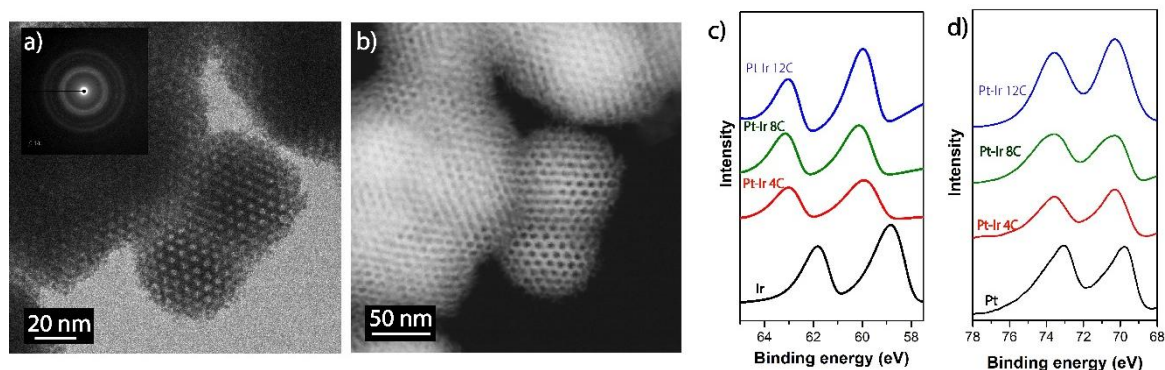 a)
20 nm
b)
50 nm
c)
Intensity
Pt Ir 12C
Pt-Ir 8C
Pt-Ir 4C
Ir
64
62
60
58
Binding energy (eV)
d)
Intensity
Pt-Ir 12C
Pt-Ir 8C
Pt-Ir 4C
Pt
78
76
74
72
70
68
Binding energy (eV)